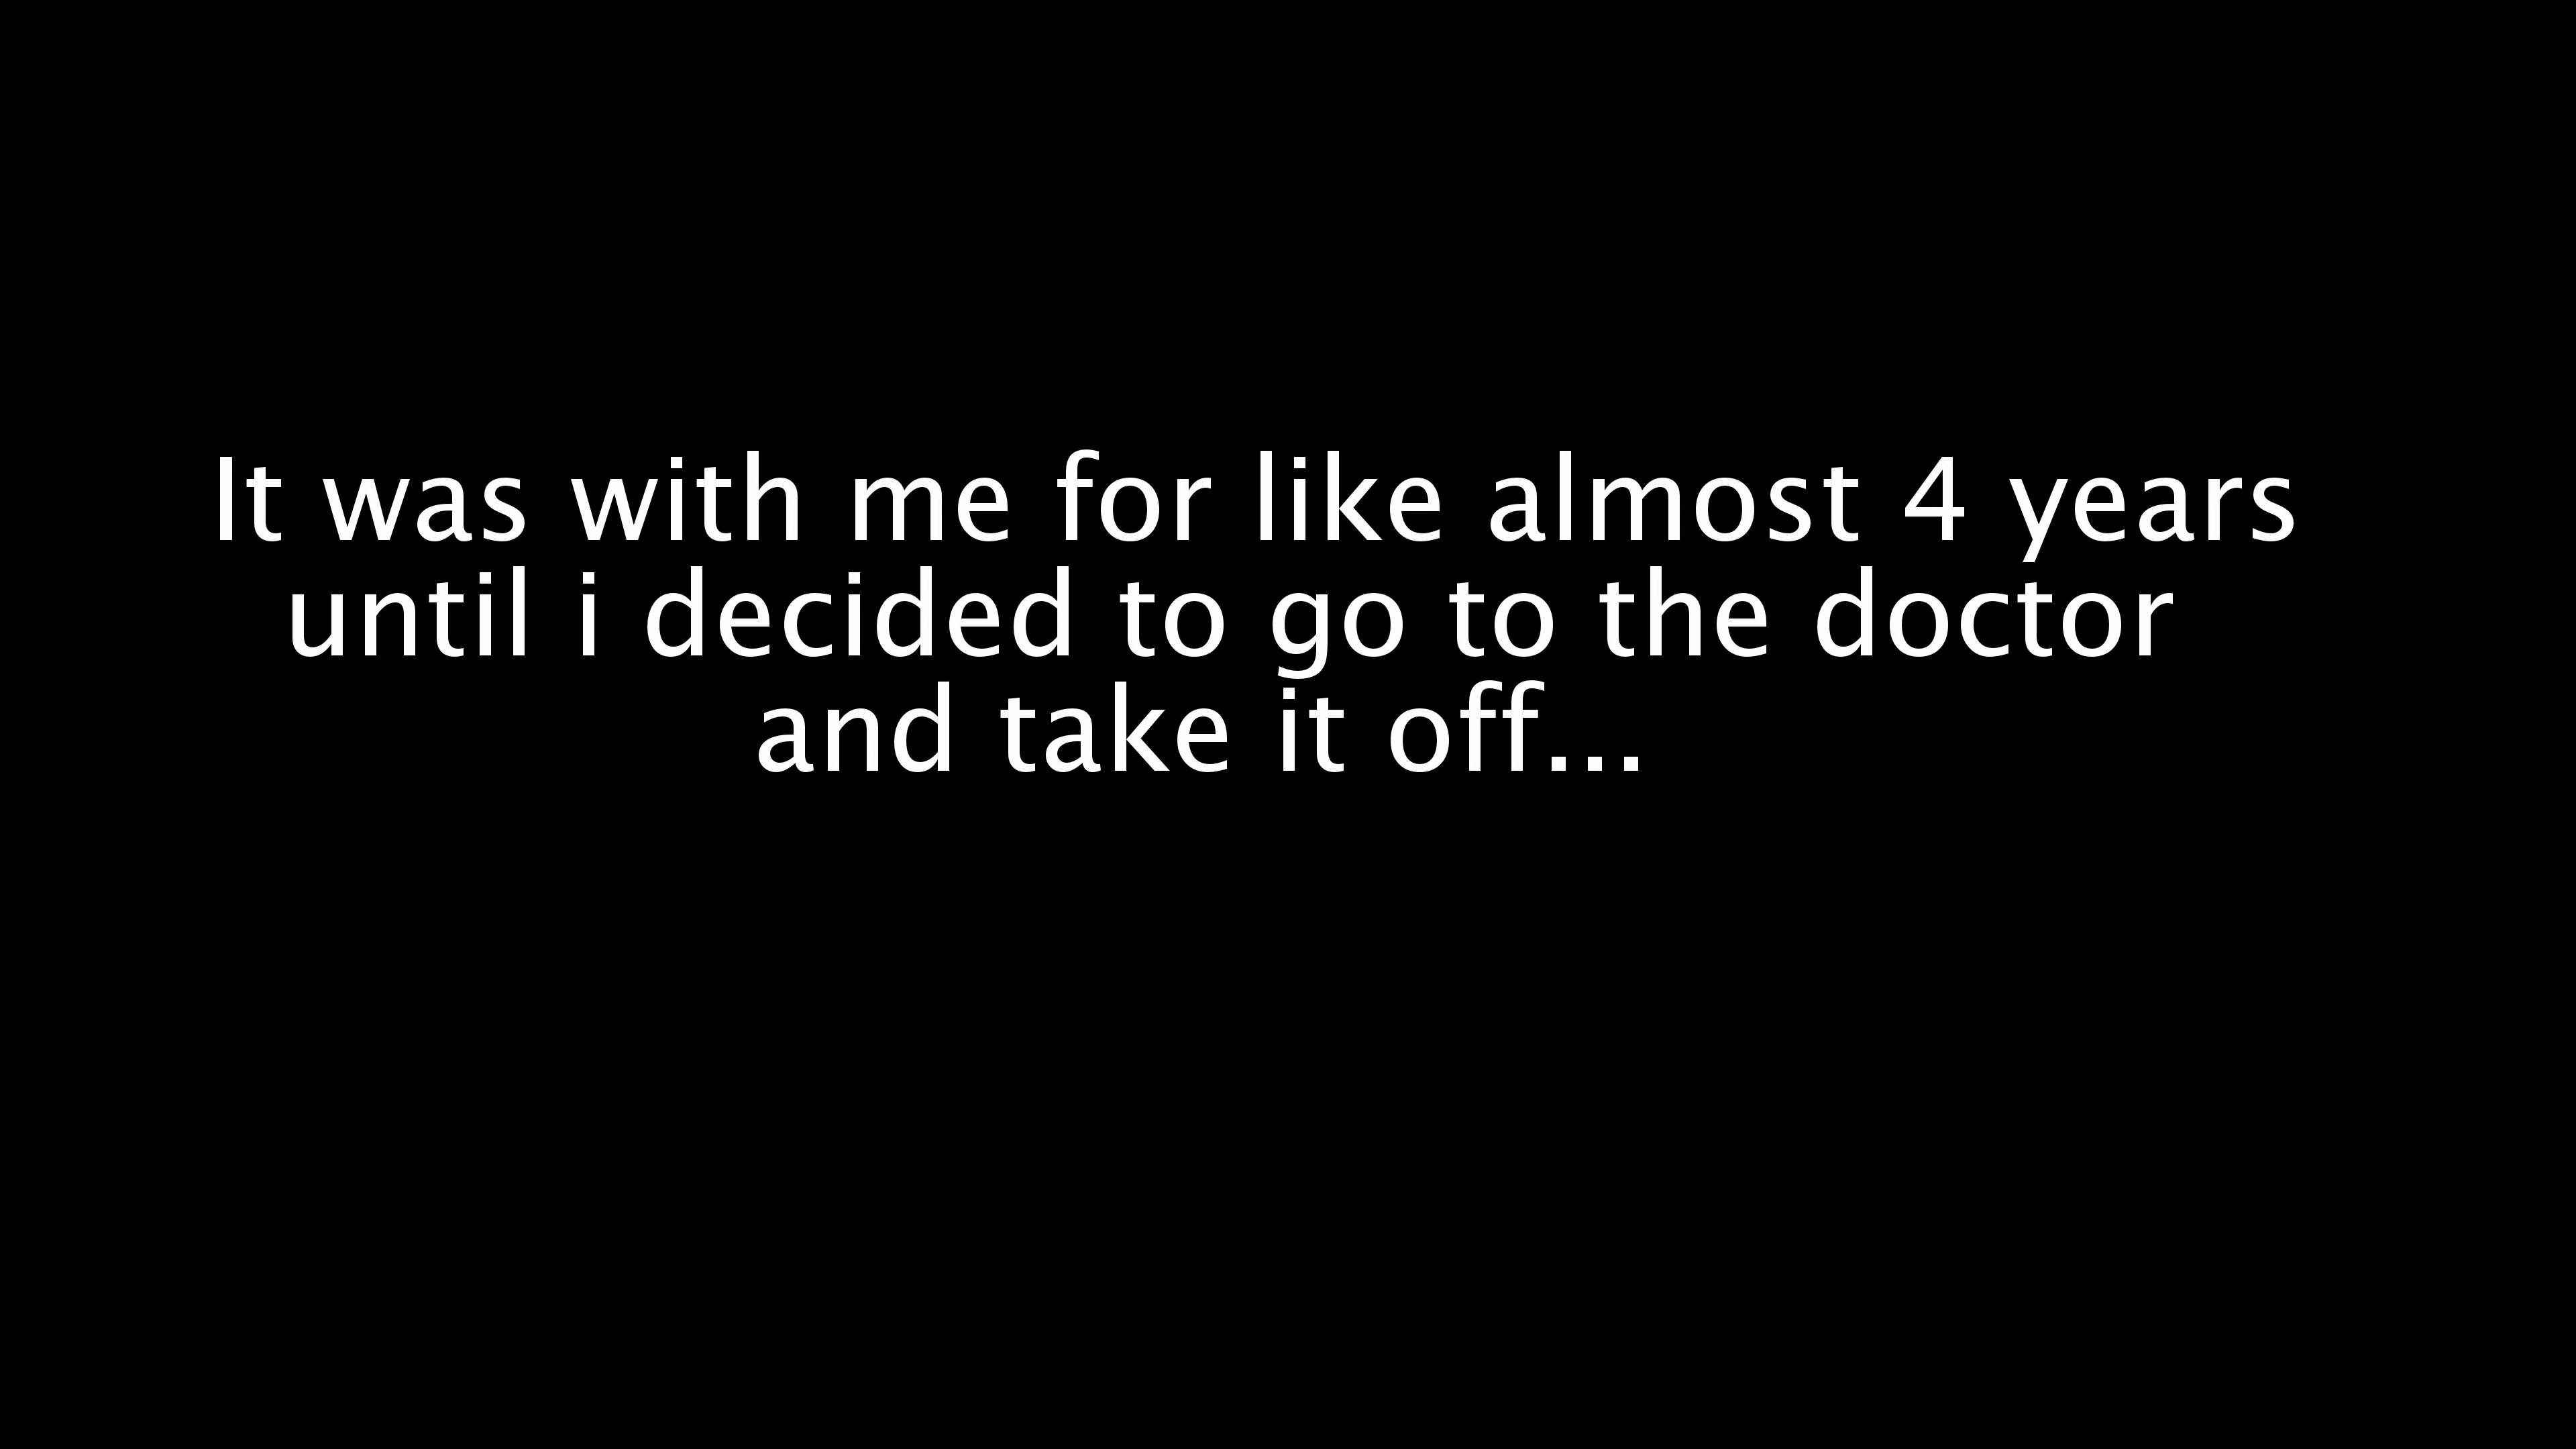 It was with me for like almost 4 years
until i decided to go to the doctor
and take it off...